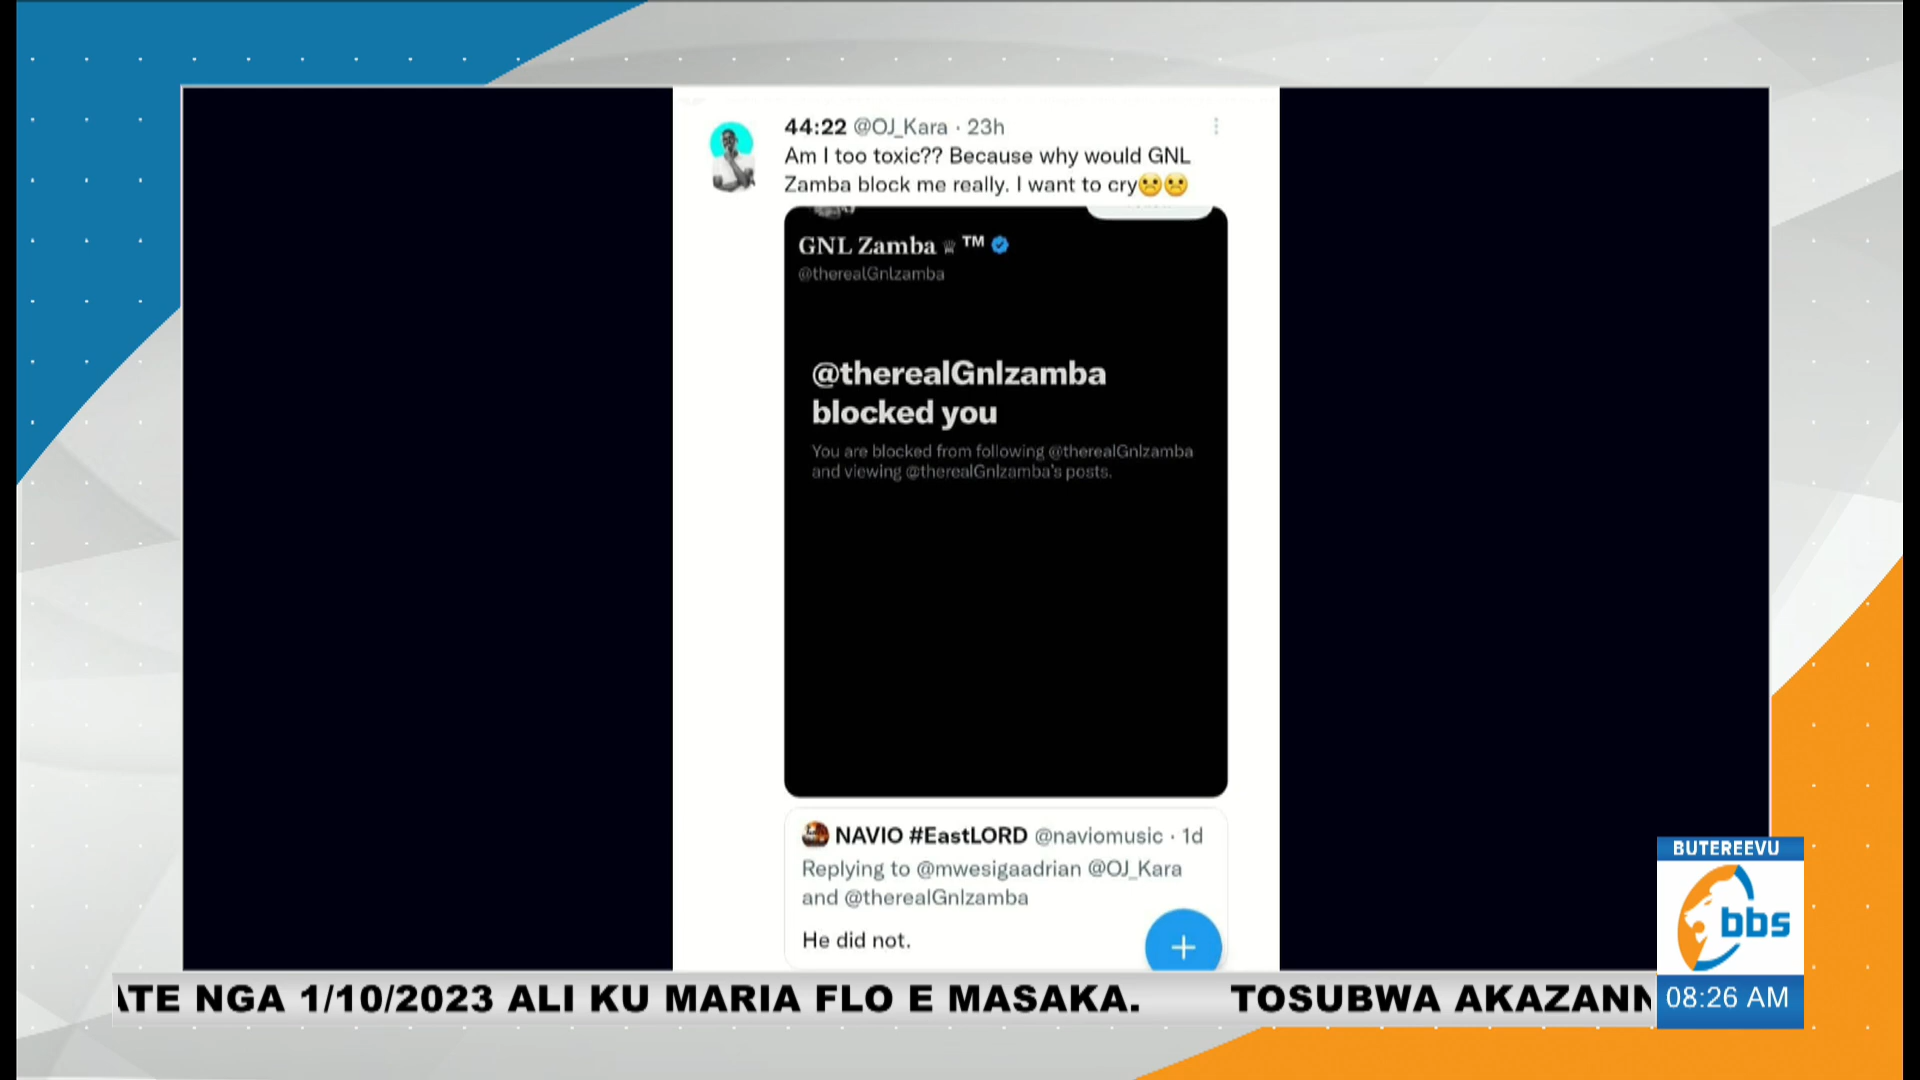 44:22 @OJ_Kara · 23h
Am I too toxic?? Because why would GNL
Zamba block me really. I want to cry😕😕
GNL Zamba ♕ ™
@therealGnlzamba
@therealGnlzamba
blocked you
You are blocked from following @therealGnlzamba
and viewing @therealGnlzamba's posts.
NAVIO #EastLORD @naviomusic · 1d
Replying to @mwesigaadrian @OJ_Kara
and @therealGnlzamba
He did not.
BUTEREEVU
bbs
NGA 1/10/2023 ALI KU MARIA FLO E MASAKA. TOSUBWA
08:26 AM